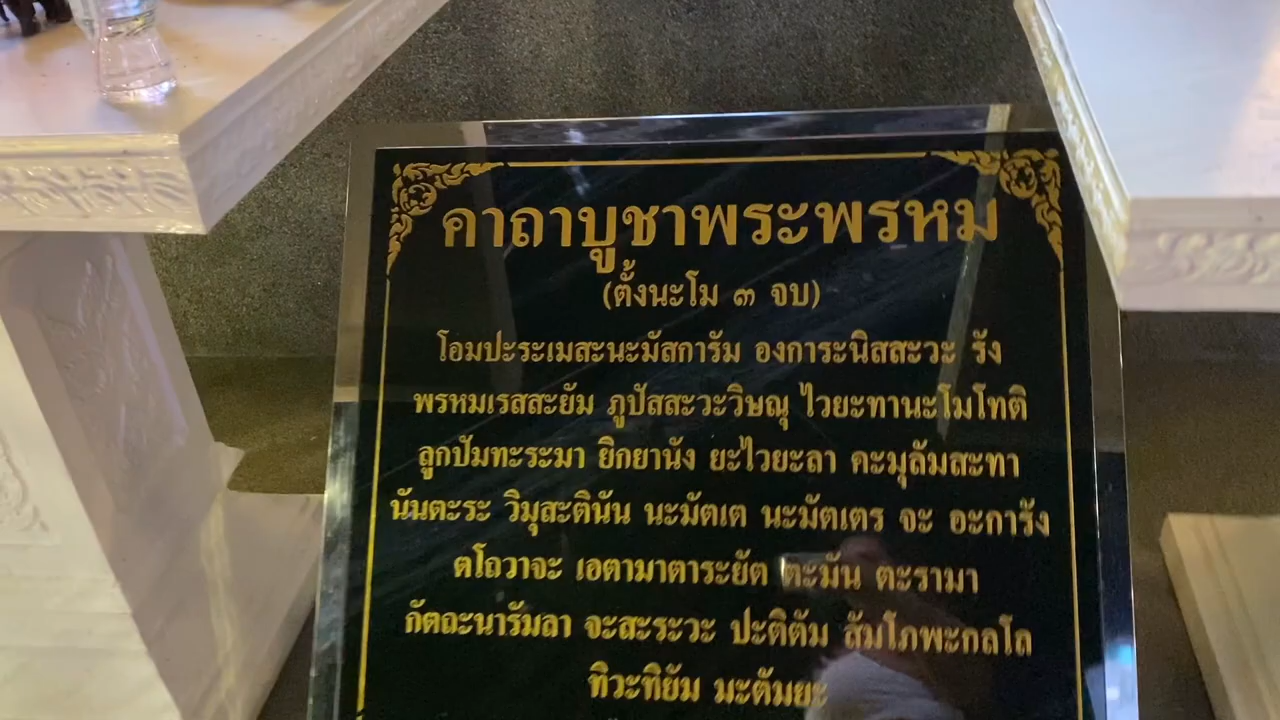 คาถาบูชาพระพรหม
(ตั้งนะโม ๓ จบ)
โอมปะระเมสะนะมัสการัม องการะนิสสะวะ รัง
พรหมเรสสะยัม ภูปัสสะวะวิษณุ ไวยะทานะโมโทติ
ลูกปัมทะระมา ยิกยานัง ยะไวยะลา คะมุลัมสะทา
นันตะระ วิมุสะตินัน นะมัตเต นะมัตเตร จะ อะการัง
ตโถวาจะ เอตามาตาระยัต ตะมัน ตะรามา
กัตถะนารัมลา จะสะระวะ ปะติตัม สัมโภพะกลโล
ทิวะทิยัม มะตัมยะ